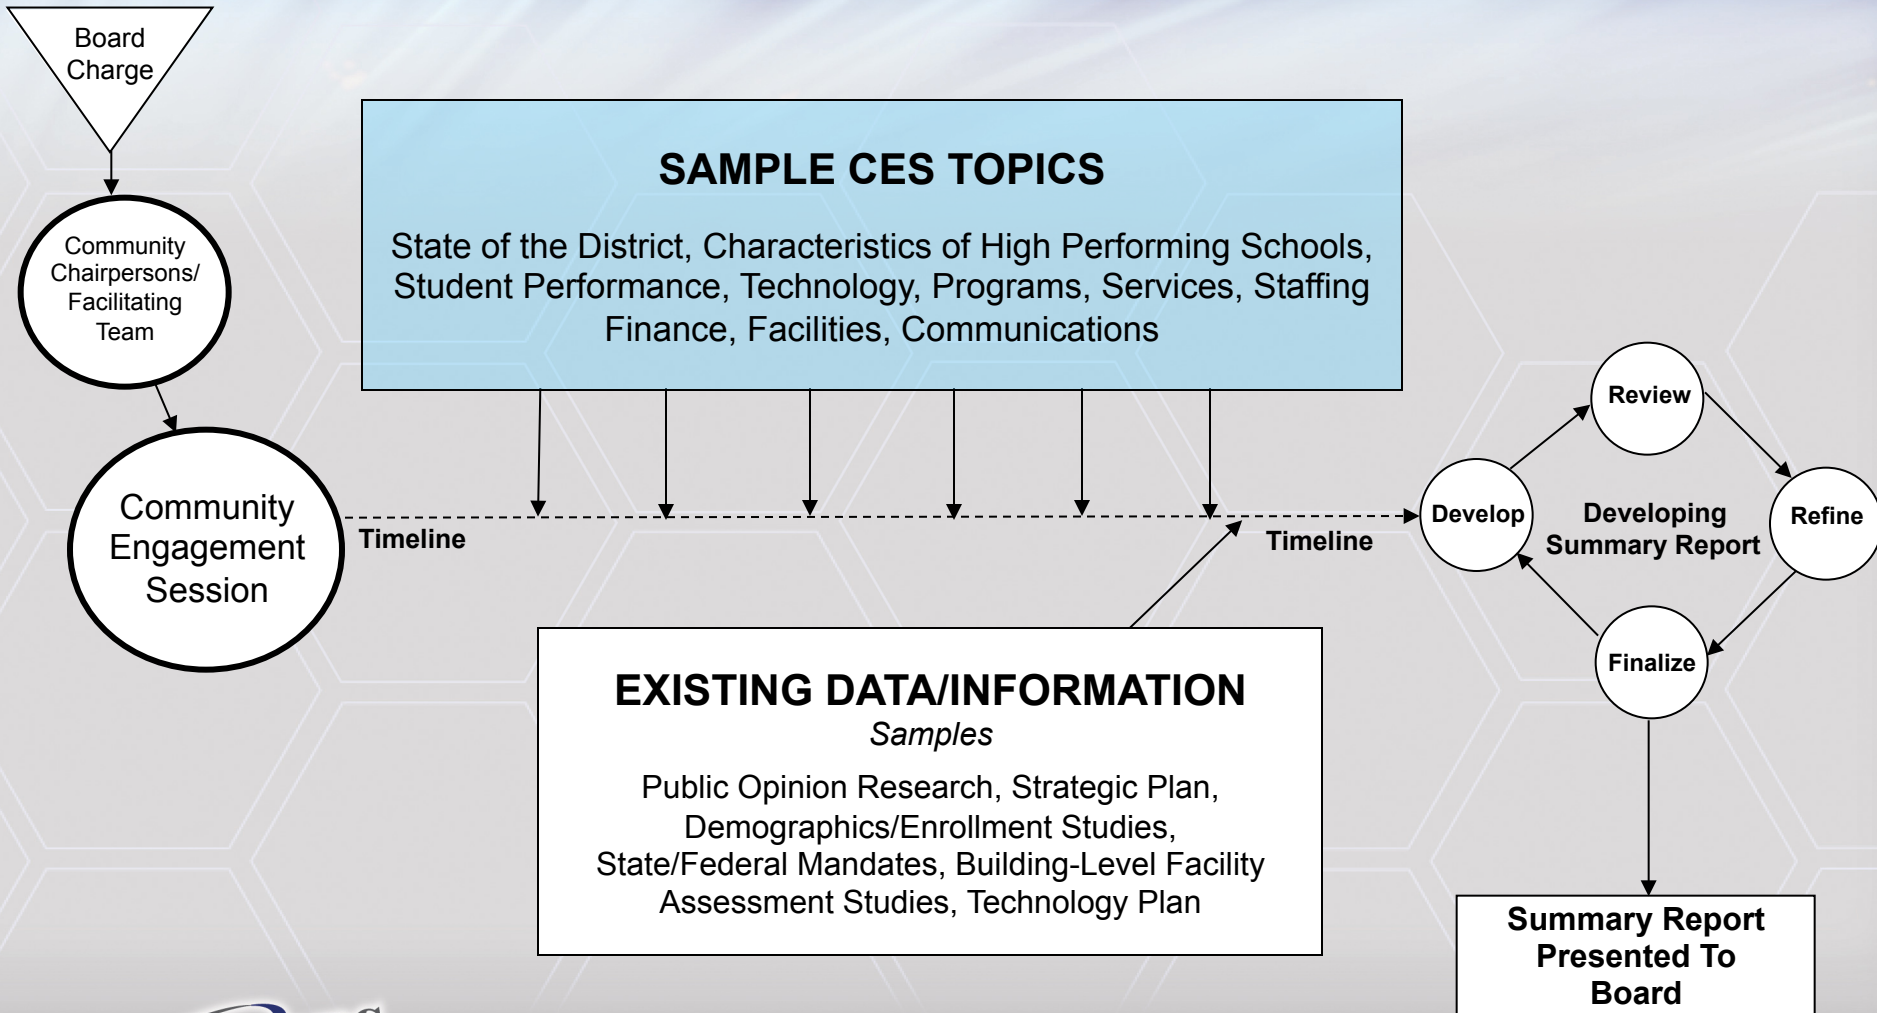 Board
Charge
Community
Chairpersons/
Facilitating
Team
Community
Engagement
Session
SAMPLE CES TOPICS
State of the District, Characteristics of High Performing Schools,
Student Performance, Technology, Programs, Services, Staffing
Finance, Facilities, Communications
Timeline
Timeline
EXISTING DATA/INFORMATION
Samples
Public Opinion Research, Strategic Plan,
Demographics/Enrollment Studies,
State/Federal Mandates, Building-Level Facility
Assessment Studies, Technology Plan
Review
Develop
Developing
Summary Report
Refine
Finalize
Summary Report
Presented To
Board